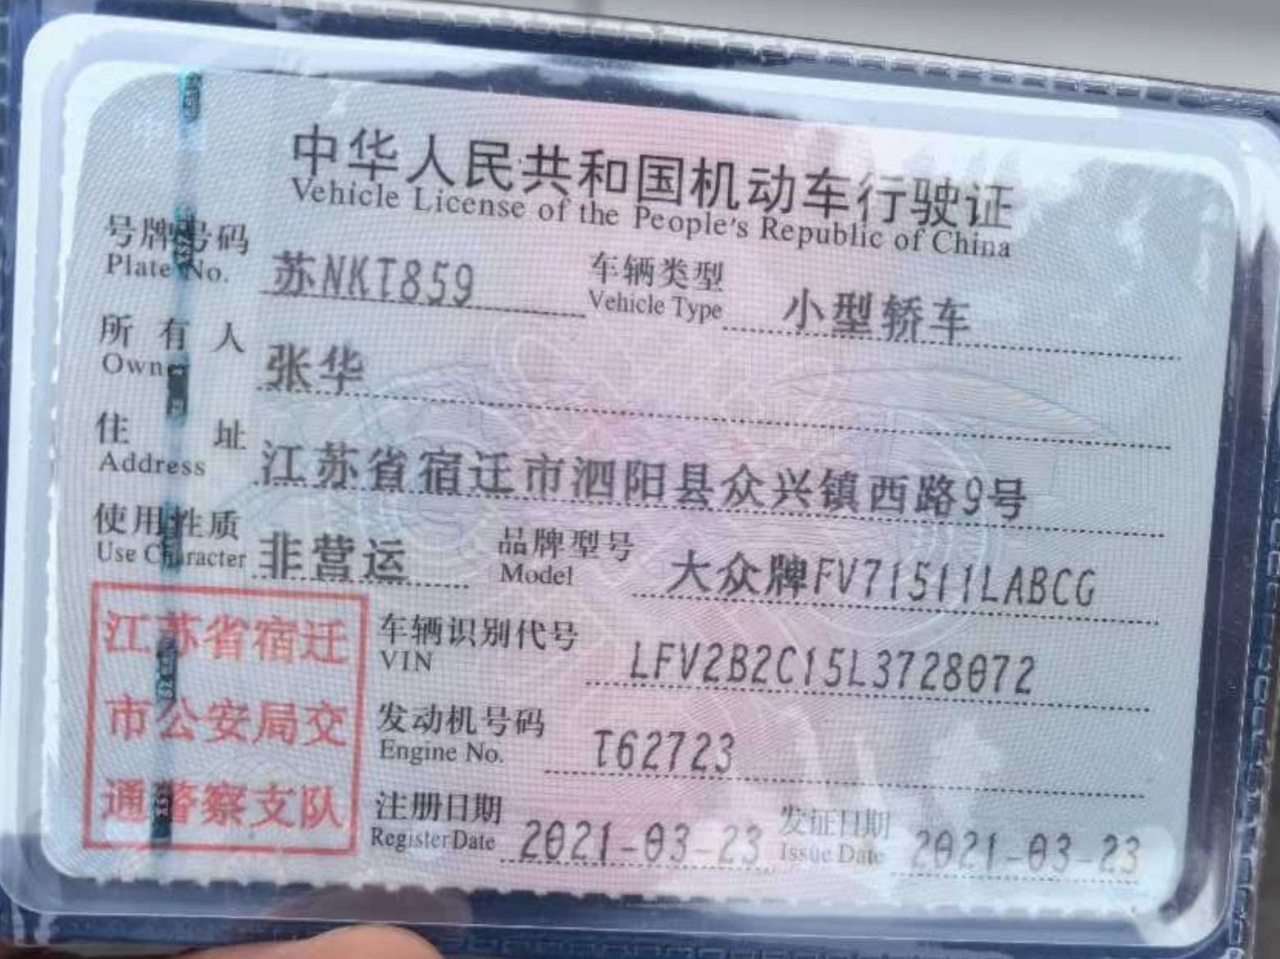 中华人民共和国机动车行驶证
Vehicle License of the People's Republic of China
号牌号码 苏NKT859 车辆类型 小型轿车
Plate No. Vehicle Type
所有人 张华
Owner
住址 江苏省宿迁市泗阳县众兴镇西路9号
Address
使用性质 非营运 品牌型号 大众牌FV71511LABCG
Use Character Model
江苏省宿迁
市公安局交
通警察支队
车辆识别代号 LFV2B2C15L3728072
VIN
发动机号码 T62723
Engine No.
注册日期 2021-03-23 发证日期 2021-03-23
Register Date Issue Date